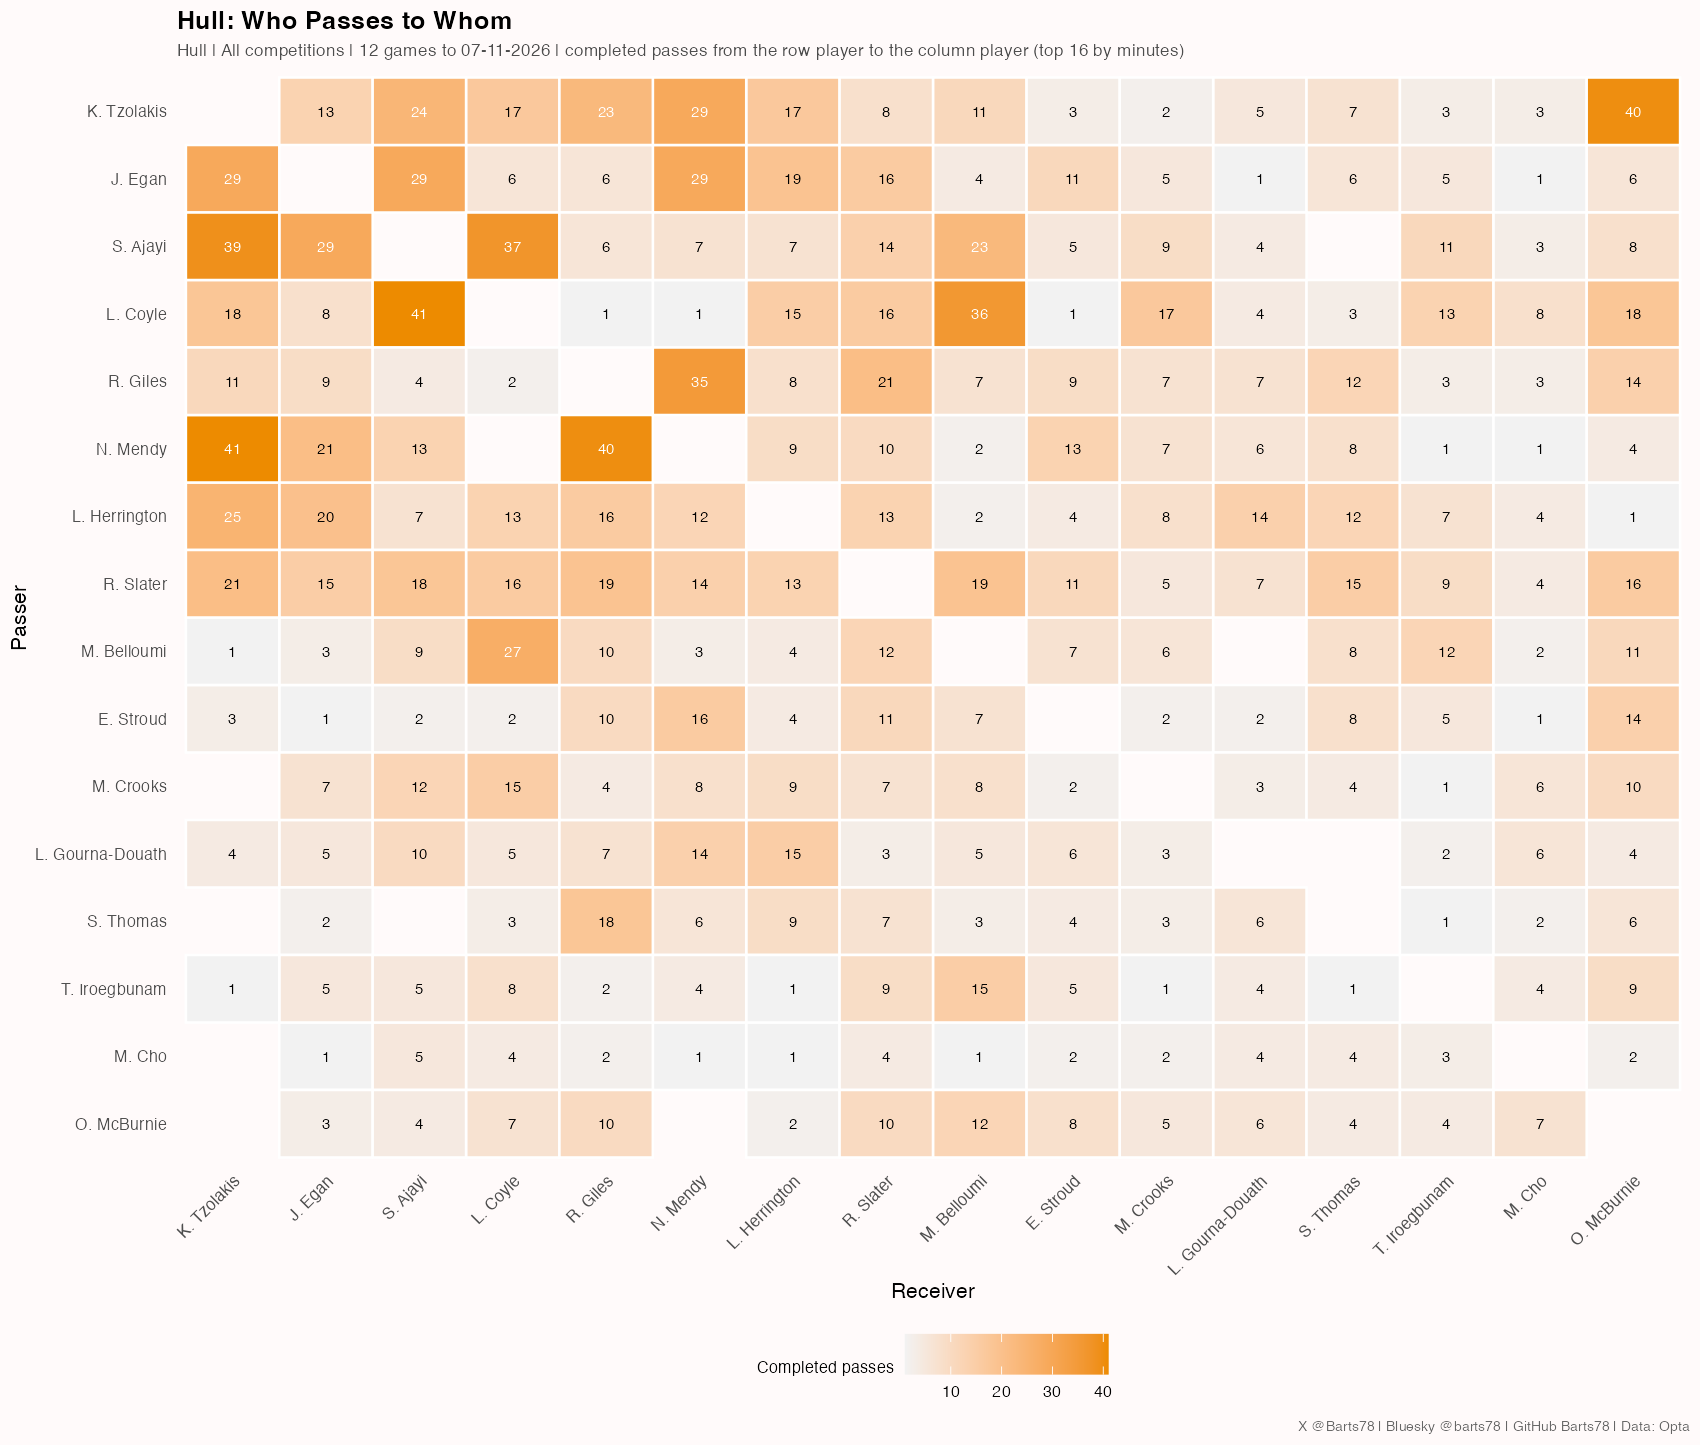 Hull: Who Passes to Whom
Hull | All competitions | 12 games to 07-11-2026 | completed passes from the row player to the column player (top 16 by minutes)
K. Tzolakis 13 24 17 23 29 17 8 11 3 2 5 7 3 3 40
J. Egan 29 29 6 6 29 19 16 4 11 5 1 6 5 1 6
S. Ajayi 39 29 37 6 7 7 14 23 5 9 4 11 3 8
L. Coyle 18 8 41 1 1 15 16 36 1 17 4 3 13 8 18
R. Giles 11 9 4 2 35 8 21 7 9 7 7 12 3 3 14
N. Mendy 41 21 13 40 9 10 2 13 7 6 8 1 1 4
L. Herrington 25 20 7 13 16 12 13 2 4 8 14 12 7 4 1
R. Slater 21 15 18 16 19 14 13 19 11 5 7 15 9 4 16
M. Belloumi 1 3 9 27 10 3 4 12 7 6 8 12 2 11
E. Stroud 3 1 2 2 10 16 4 11 7 2 2 8 5 1 14
M. Crooks 7 12 15 4 8 9 7 8 2 3 4 1 6 10
L. Gourna-Douath 4 5 10 5 7 14 15 3 5 6 3 2 6 4
S. Thomas 2 3 18 6 9 7 3 4 3 6 1 2 6
T. Iroegbunam 1 5 5 8 2 4 1 9 15 5 1 4 1 4 9
M. Cho 1 5 4 2 1 1 4 1 2 2 4 4 3 2
O. McBurnie 3 4 7 10 2 10 12 8 5 6 4 4 7
Passer
K. Tzolakis J. Egan S. Ajayi L. Coyle R. Giles N. Mendy L. Herrington R. Slater M. Belloumi E. Stroud M. Crooks L. Gourna-Douath S. Thomas T. Iroegbunam M. Cho O. McBurnie
Receiver
Completed passes
10 20 30 40
X @Barts78 | Bluesky @barts78 | GitHub Barts78 | Data: Opta